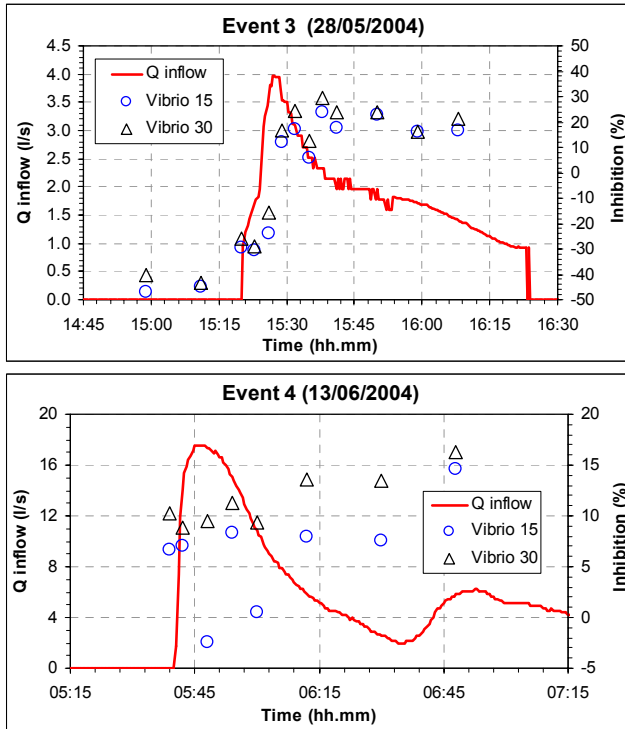 Event 3 (28/05/2004)
Q inflow (l/s)
4.5
4.0
3.5
3.0
2.5
2.0
1.5
1.0
0.5
0.0
Q inflow
Vibrio 15
Vibrio 30
50
40
30
20
10
0
-10
-20
-30
-40
-50
Inhibition (%)
14:45 15:00 15:15 15:30 15:45 16:00 16:15 16:30
Time (hh.mm)
Event 4 (13/06/2004)
Q inflow (l/s)
20
16
12
8
4
0
Q inflow
Vibrio 15
Vibrio 30
20
15
10
5
0
-5
Inhibition (%)
05:15 05:45 06:15 06:45 07:15
Time (hh.mm)